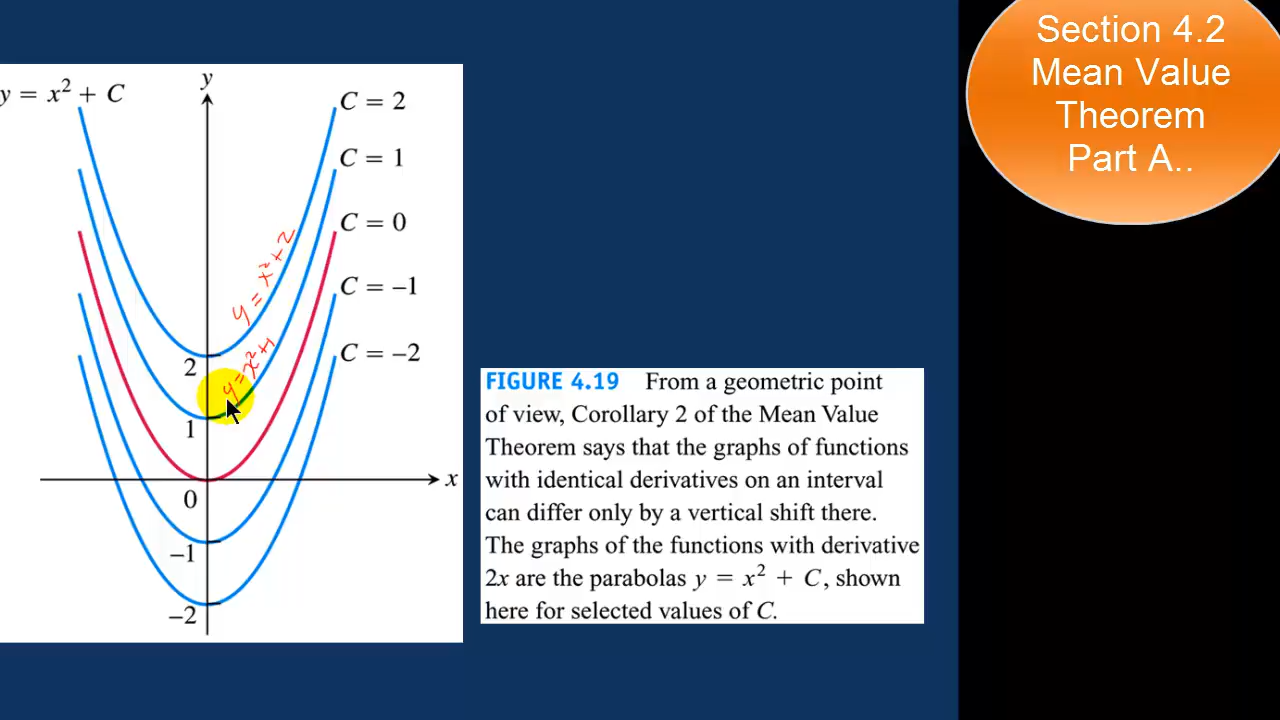 Section 4.2
Mean Value
Theorem
Part A..
y = x² + C
y
C = 2
C = 1
C = 0
C = –1
C = –2
y = x² + 2
y = x² + 1
2
1
0
–1
–2
x
FIGURE 4.19 From a geometric point
of view, Corollary 2 of the Mean Value
Theorem says that the graphs of functions
with identical derivatives on an interval
can differ only by a vertical shift there.
The graphs of the functions with derivative
2x are the parabolas y = x² + C, shown
here for selected values of C.